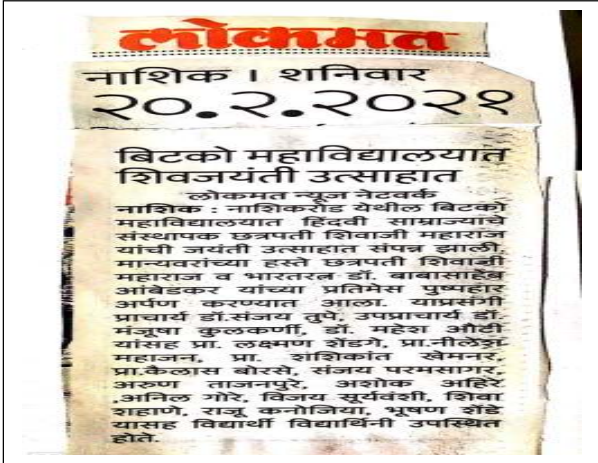 लोकमत
नाशिक । शनिवार
२०.२.२०२१
बिटको महाविद्यालयात
शिवजयंती उत्साहात
लोकमत न्यूज नेटवर्क
नाशिक : नाशिकरोड येथील बिटको
महाविद्यालयात हिंदवी साम्राज्याचे
संस्थापक छत्रपती शिवाजी महाराज
यांची जयंती उत्साहात संपन्न झाली,
मान्यवरांच्या हस्ते छत्रपती शिवाजी
महाराज व भारतरत्न डॉ. बाबासाहेब
आंबेडकर यांच्या प्रतिमेस पुष्पहार
अर्पण करण्यात आला. याप्रसंगी
प्राचार्य डॉ.संजय तुपे, उपप्राचार्य डॉ.
मंजूषा कुलकर्णी, डॉ. महेश औटी
यांसह प्रा. लक्ष्मण शेंडगे, प्रा.नीलेश
महाजन, प्रा. शशिकांत खेमनर,
प्रा.कैलास बोरसे, संजय परमसागर,
अरुण ताजनपुरे, अशोक अहिरे
,अनिल गोरे, विजय सूर्यवंशी, शिवा
शहाणे, राजू कनोजिया, भूषण शेंडे
यासह विद्यार्थी विद्यार्थिनी उपस्थित
होते.